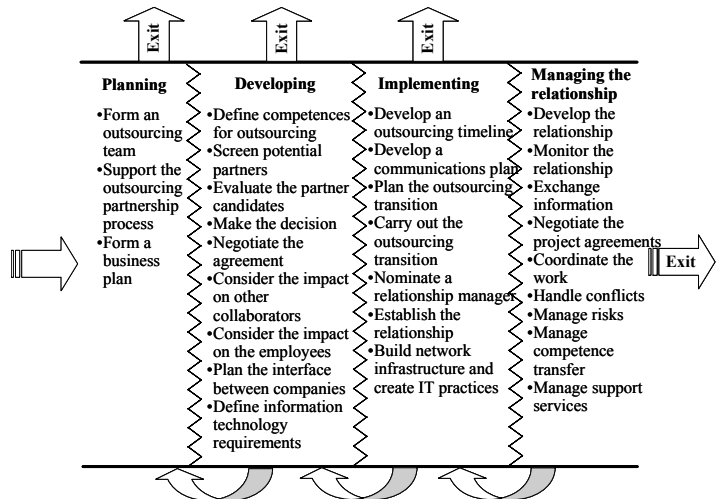 Exit
Exit
Exit
Planning
•Form an
outsourcing
team
•Support the
outsourcing
partnership
process
•Form a
business
plan
Developing
•Define competences
for outsourcing
•Screen potential
partners
•Evaluate the partner
candidates
•Make the decision
•Negotiate the
agreement
•Consider the impact
on other
collaborators
•Consider the impact
on the employees
•Plan the interface
between companies
•Define information
technology
requirements
Implementing
•Develop an
outsourcing timeline
•Develop a
communications plan
•Plan the outsourcing
transition
•Carry out the
outsourcing
transition
•Nominate a
relationship manager
•Establish the
relationship
•Build network
infrastructure and
create IT practices
Managing the
relationship
•Develop the
relationship
•Monitor the
relationship
•Exchange
information
•Negotiate the
project agreements
•Coordinate the
work
•Handle conflicts
•Manage risks
•Manage
competence
transfer
•Manage support
services
Exit